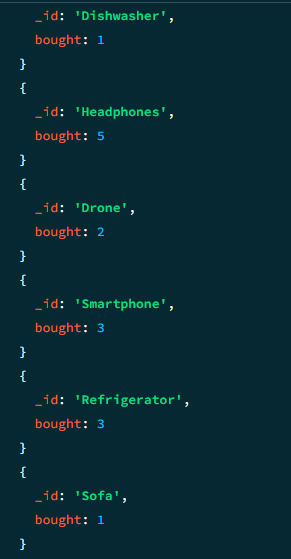 _id: 'Dishwasher',
bought: 1
}
{
_id: 'Headphones',
bought: 5
}
{
_id: 'Drone',
bought: 2
}
{
_id: 'Smartphone',
bought: 3
}
{
_id: 'Refrigerator',
bought: 3
}
{
_id: 'Sofa',
bought: 1
}